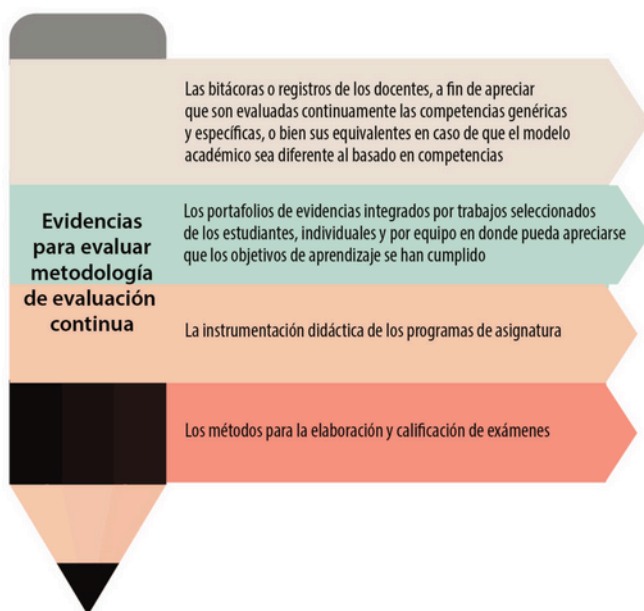 Las bitácoras o registros de los docentes, a fin de apreciar
que son evaluadas continuamente las competencias genéricas
y específicas, o bien sus equivalentes en caso de que el modelo
académico sea diferente al basado en competencias
Evidencias
para evaluar
metodología
de evaluación
continua
Los portafolios de evidencias integrados por trabajos seleccionados
de los estudiantes, individuales y por equipo en donde pueda apreciarse
que los objetivos de aprendizaje se han cumplido
La instrumentación didáctica de los programas de asignatura
Los métodos para la elaboración y calificación de exámenes